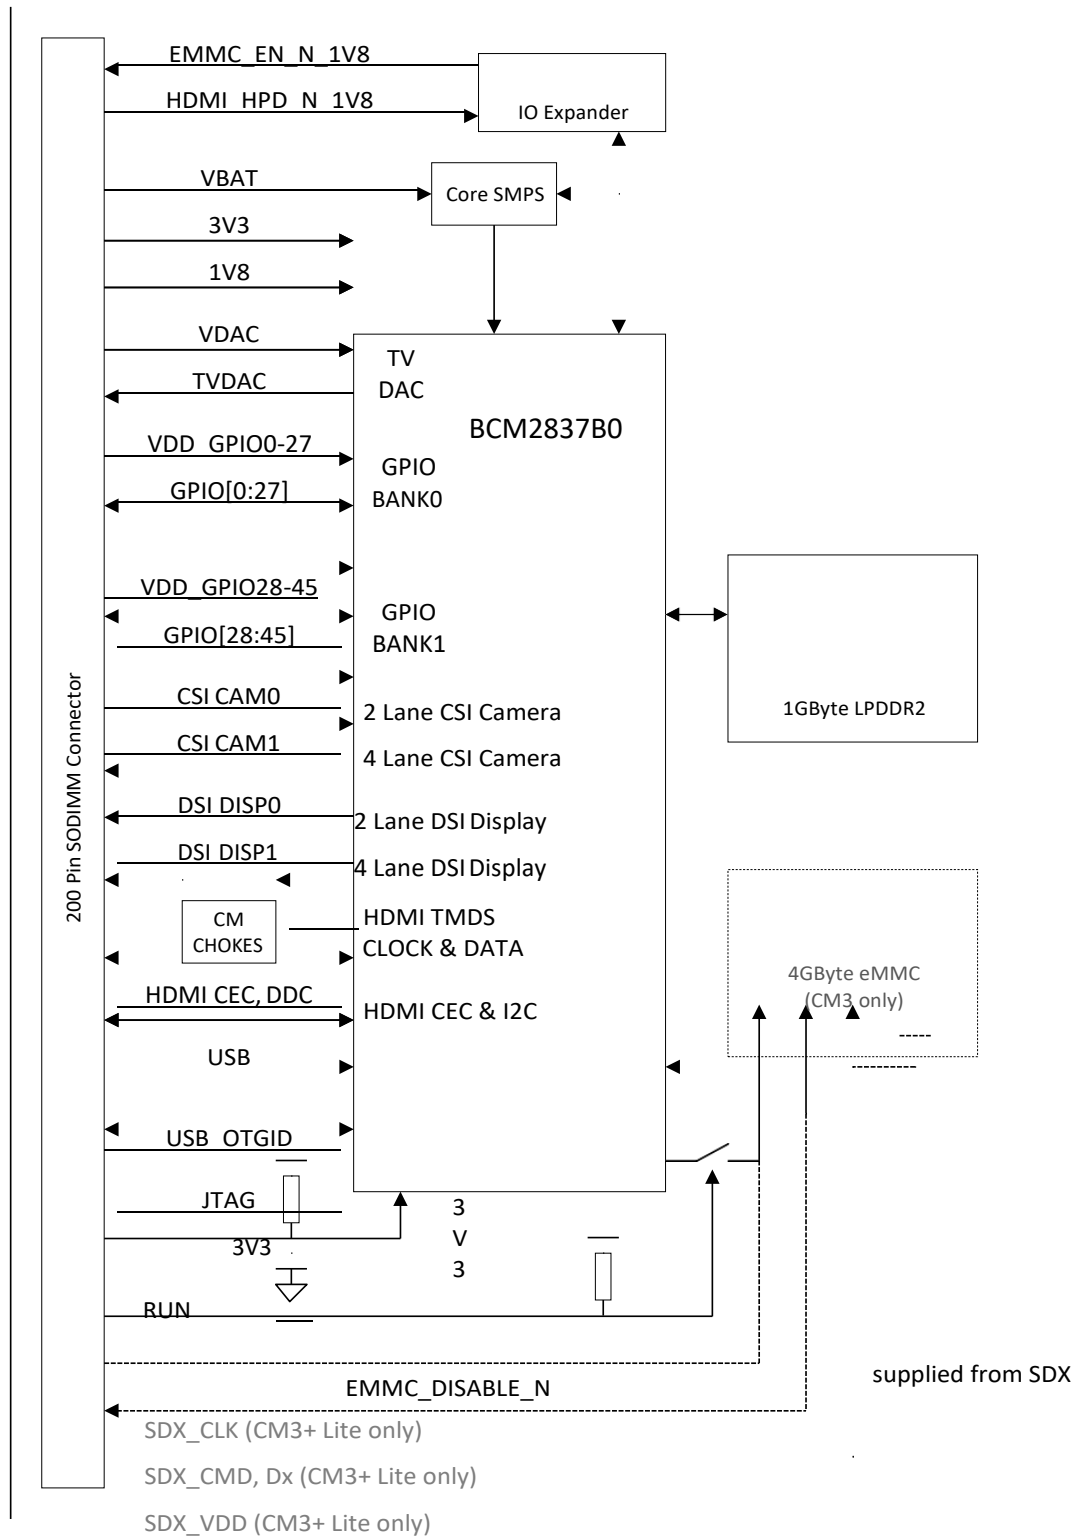 EMMC_EN_N_1V8
HDMI_HPD_N_1V8
IO Expander
VBAT
Core SMPS
3V3
1V8
VDAC
TV
DAC
TVDAC
BCM2837B0
VDD_GPIO0-27
GPIO
BANK0
GPIO[0:27]
VDD_GPIO28-45
GPIO
BANK1
GPIO[28:45]
200 Pin SODIMM Connector
CSI CAM0
2 Lane CSI Camera
1GByte LPDDR2
CSI CAM1
4 Lane CSI Camera
DSI DISP0
2 Lane DSI Display
DSI DISP1
4 Lane DSI Display
CM
CHOKES
HDMI TMDS
CLOCK & DATA
4GByte eMMC
(CM3 only)
HDMI CEC, DDC
HDMI CEC & I2C
USB
USB_OTGID
JTAG
3
V
3
3V3
RUN
supplied from SDX
EMMC_DISABLE_N
SDX_CLK (CM3+ Lite only)
SDX_CMD, Dx (CM3+ Lite only)
SDX_VDD (CM3+ Lite only)